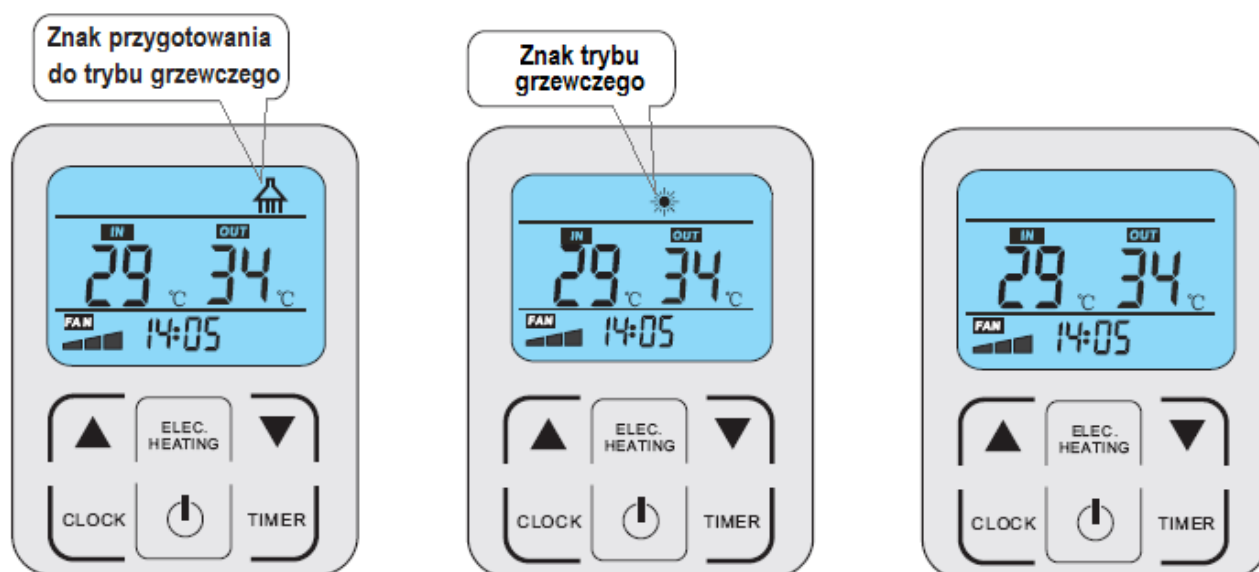 Znak przygotowania
do trybu grzewczego
IN OUT
29 °C 34 °C
FAN 14:05
ELEC.
HEATING
CLOCK TIMER
Znak trybu
grzewczego
IN OUT
29 °C 34 °C
FAN 14:05
ELEC.
HEATING
CLOCK TIMER
IN OUT
29 °C 34 °C
FAN 14:05
ELEC.
HEATING
CLOCK TIMER